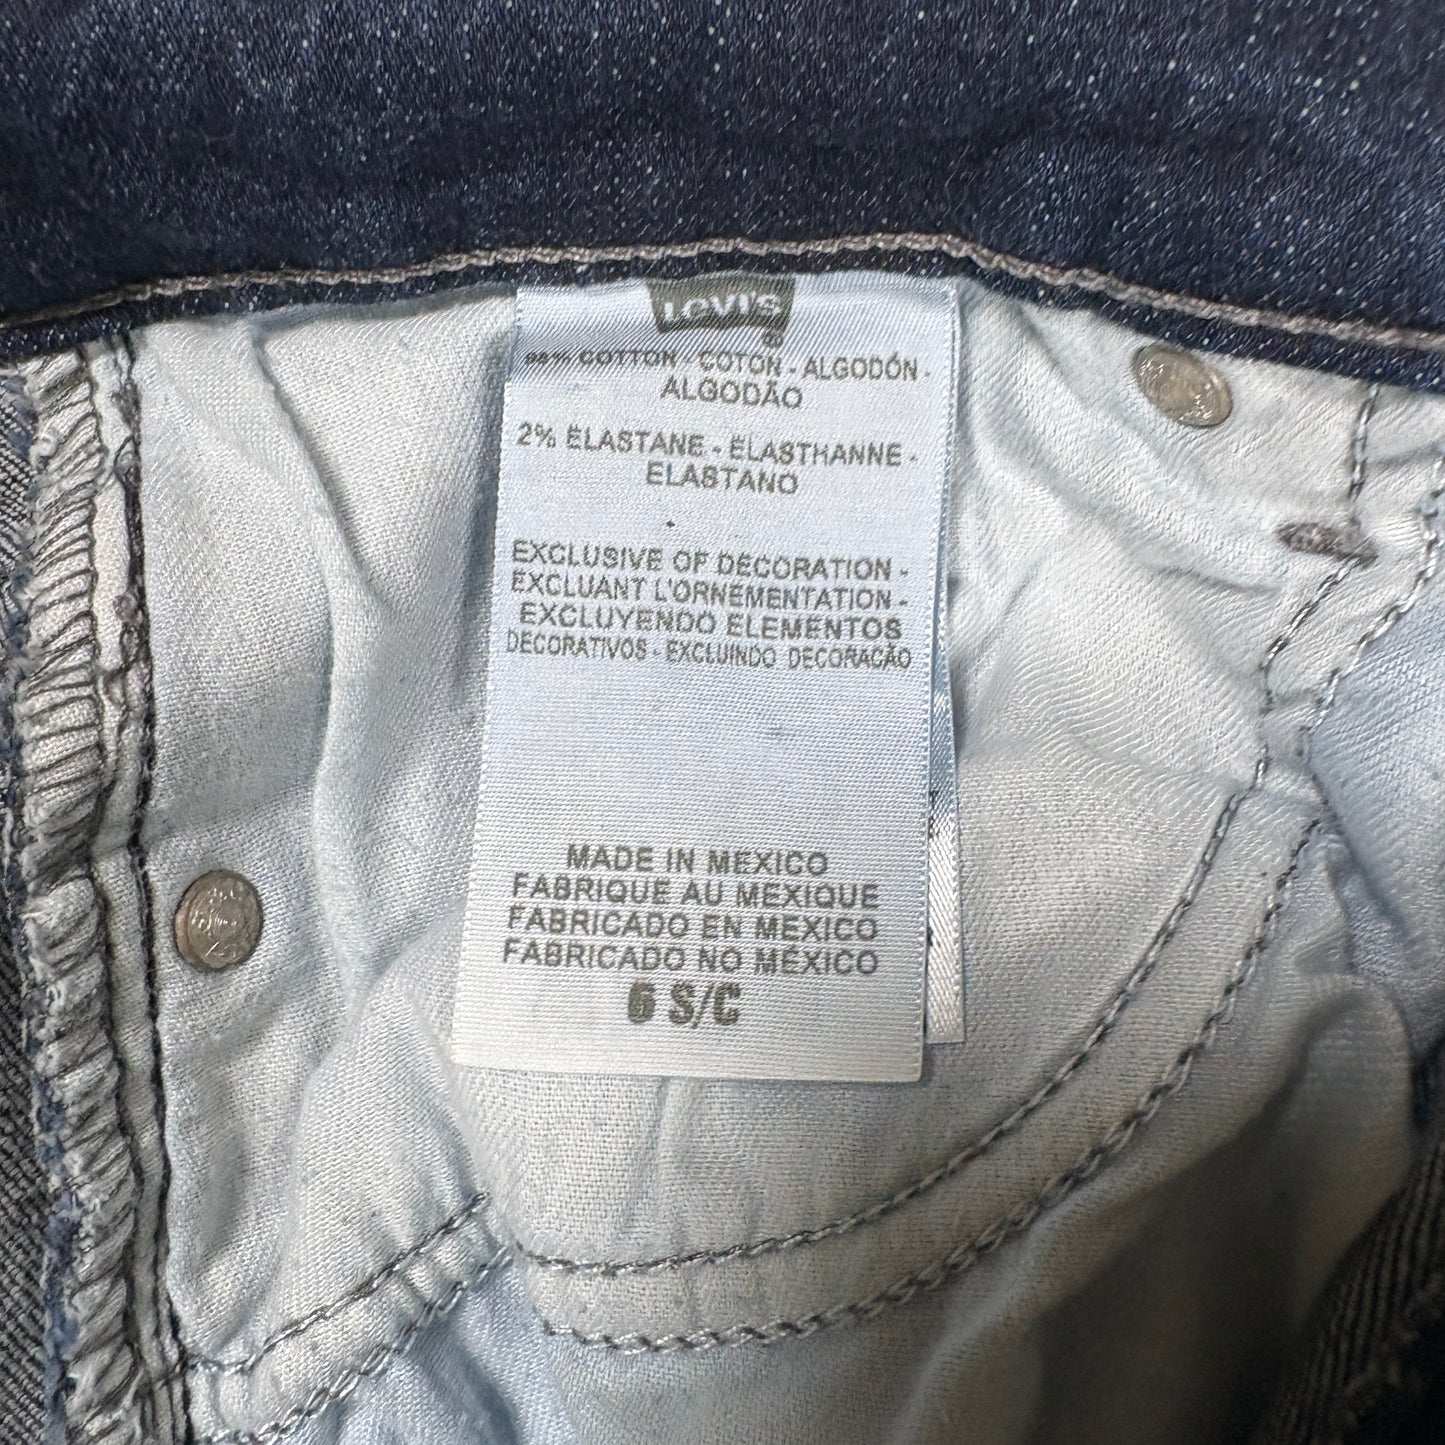 LEVI'S
®
98% COTTON - COTON - ALGODÓN -
ALGODÃO
2% ELASTANE - ÉLASTHANNE -
ELASTANO
EXCLUSIVE OF DECORATION -
EXCLUANT L'ORNEMENTATION -
EXCLUYENDO ELEMENTOS
DECORATIVOS - EXCLUINDO DECORAÇÃO
MADE IN MEXICO
FABRIQUE AU MEXIQUE
FABRICADO EN MEXICO
FABRICADO NO MÉXICO
6 S/C